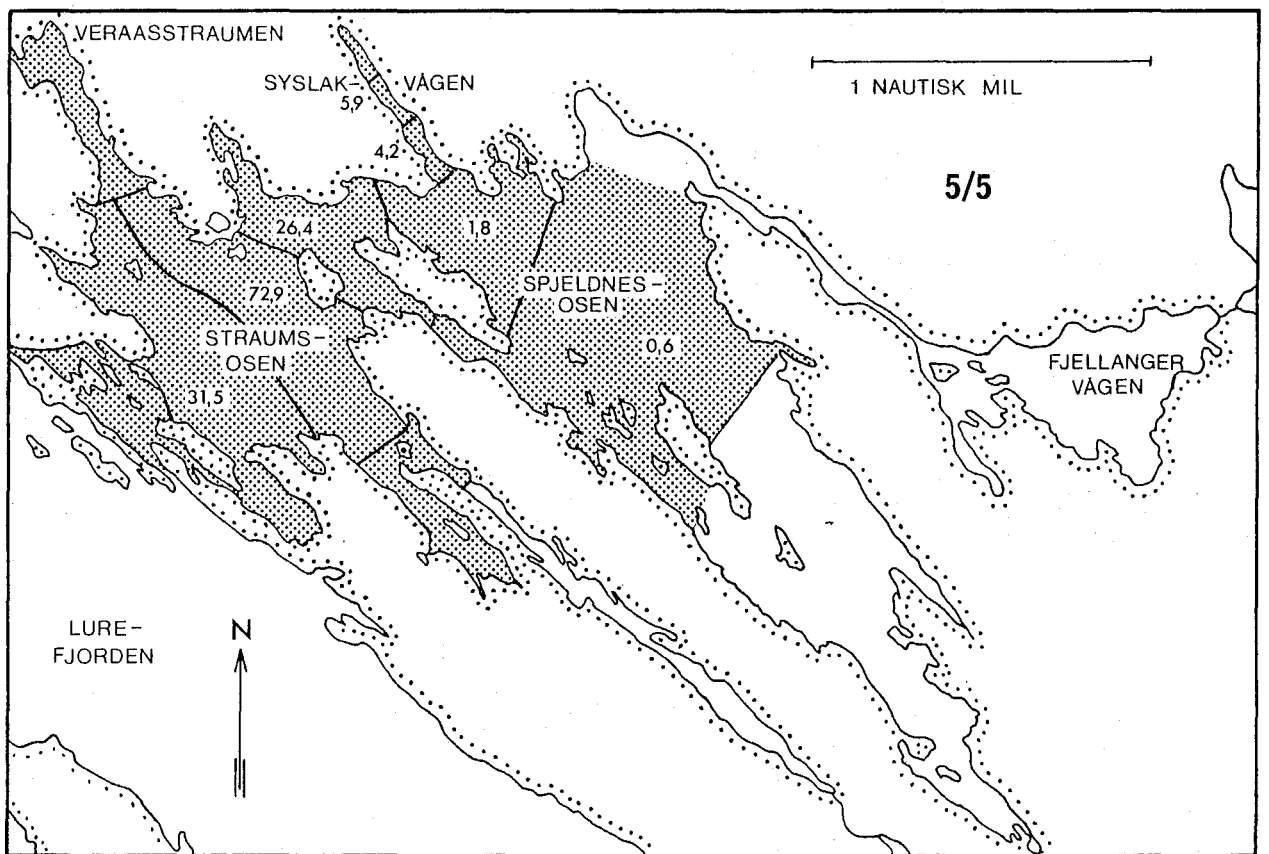 VERAASSTRAUMEN
SYSLAK- VÅGEN
5,9
4,2
1 NAUTISK MIL
5/5
26,4
1,8
72,9
SPJELDNES-
OSEN
STRAUMS-
OSEN
0,6
31,5
FJELLANGER
VÅGEN
LURE-
FJORDEN
N